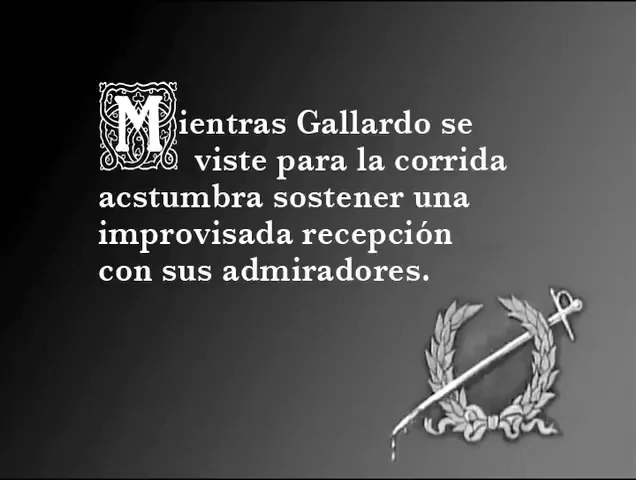 Mientras Gallardo se
viste para la corrida
acstumbra sostener una
improvisada recepción
con sus admiradores.